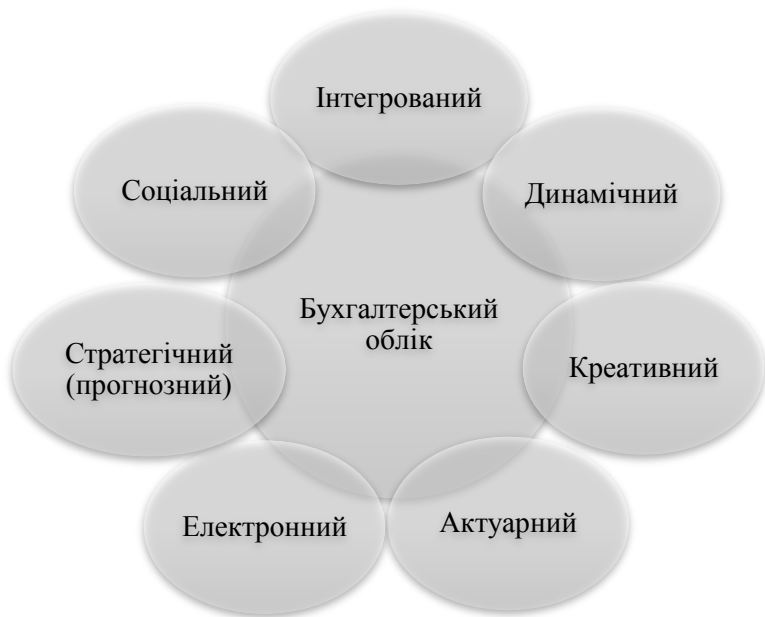 Інтегрований
Соціальний
Динамічний
Бухгалтерський
облік
Стратегічний
(прогнозний)
Креативний
Електронний
Актуарний